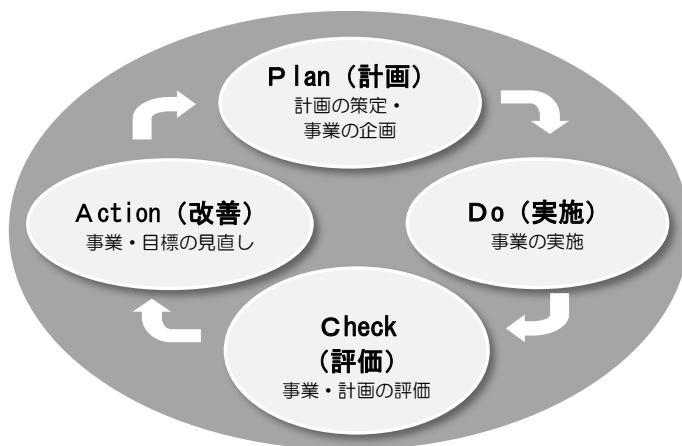 Plan（計画）
計画の策定・
事業の企画
Do（実施）
事業の実施
Check
（評価）
事業・計画の評価
Action（改善）
事業・目標の見直し